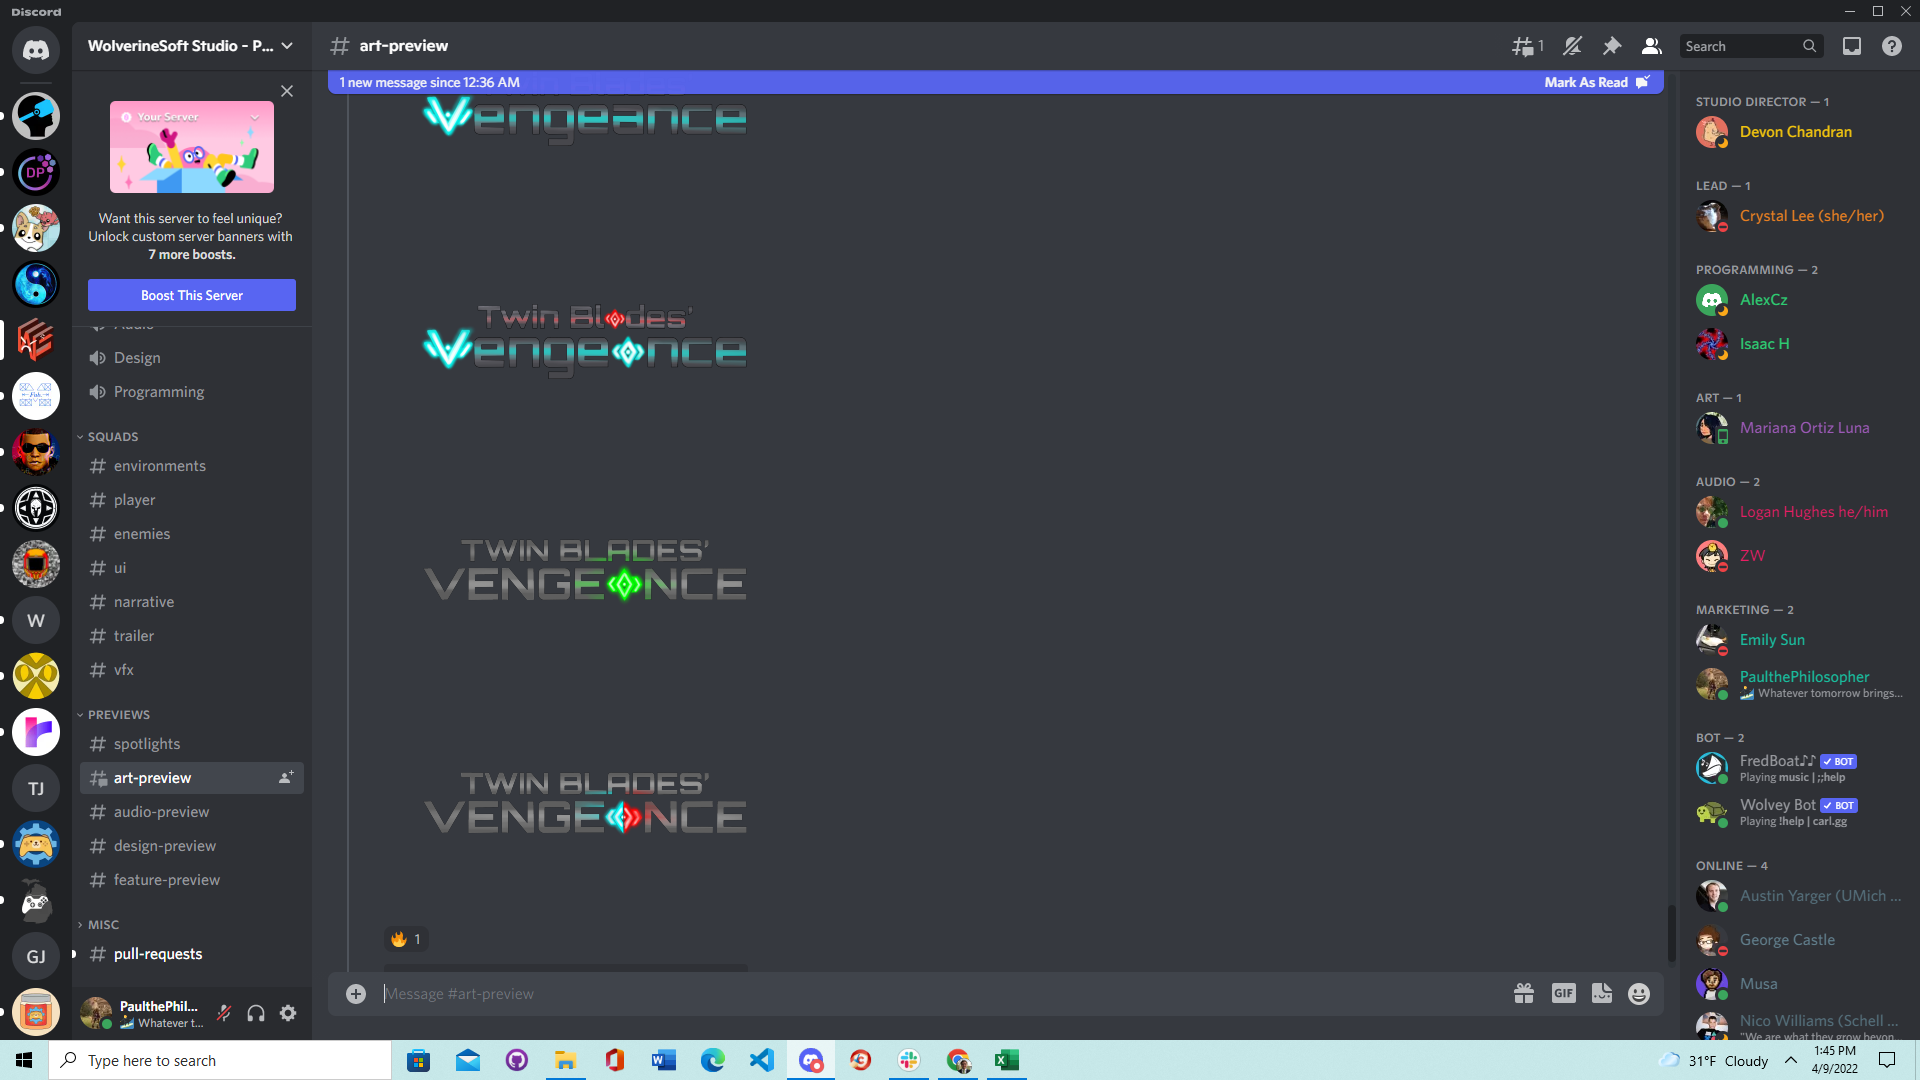 Discord
WolverineSoft Studio - P...
art-preview
1
Search
1 new message since 12:36 AM
Mark As Read
Your Server
Want this server to feel unique?
Unlock custom server banners with
7 more boosts.
Boost This Server
Audio
Design
Programming
SQUADS
environments
player
enemies
ui
narrative
trailer
vfx
PREVIEWS
spotlights
art-preview
audio-preview
design-preview
feature-preview
MISC
pull-requests
DP
W
TJ
GJ
PaulthePhil...
Whatever t...
Twin Blades'
Vengeance
Twin Blades'
Vengeance
TWIN BLADES'
VENGEANCE
TWIN BLADES'
VENGEANCE
1
Message #art-preview
GIF
STUDIO DIRECTOR — 1
Devon Chandran
LEAD — 1
Crystal Lee (she/her)
PROGRAMMING — 2
AlexCz
Isaac H
ART — 1
Mariana Ortiz Luna
AUDIO — 2
Logan Hughes he/him
ZW
MARKETING — 2
Emily Sun
PaulthePhilosopher
Whatever tomorrow brings...
BOT — 2
FredBoat♪♪ ✓ BOT
Playing music | ;;help
Wolvey Bot ✓ BOT
Playing !help | carl.gg
ONLINE — 4
Austin Yarger (UMich ...
George Castle
Musa
Nico Williams (Schell ...
"We are what they grow beyon...
Type here to search
31°F Cloudy
1:45 PM
4/9/2022